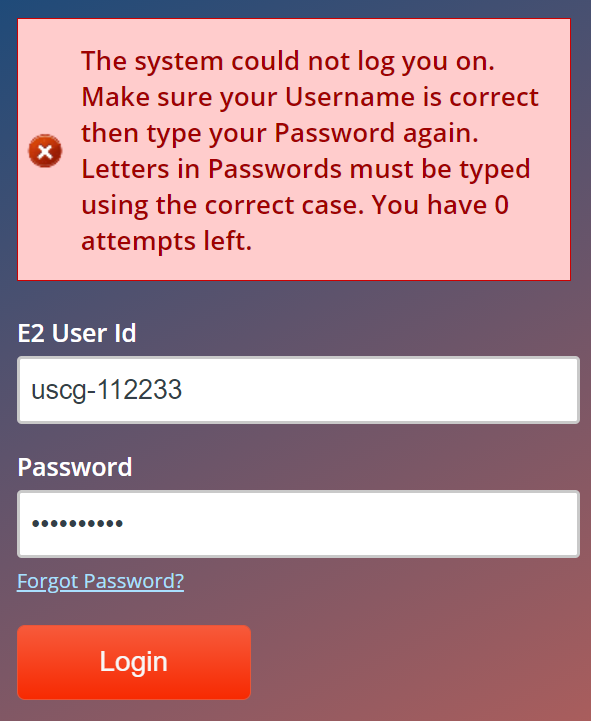 The system could not log you on.
Make sure your Username is correct
then type your Password again.
Letters in Passwords must be typed
using the correct case. You have 0
attempts left.
E2 User Id
uscg-112233
Password
••••••••••
Forgot Password?
Login